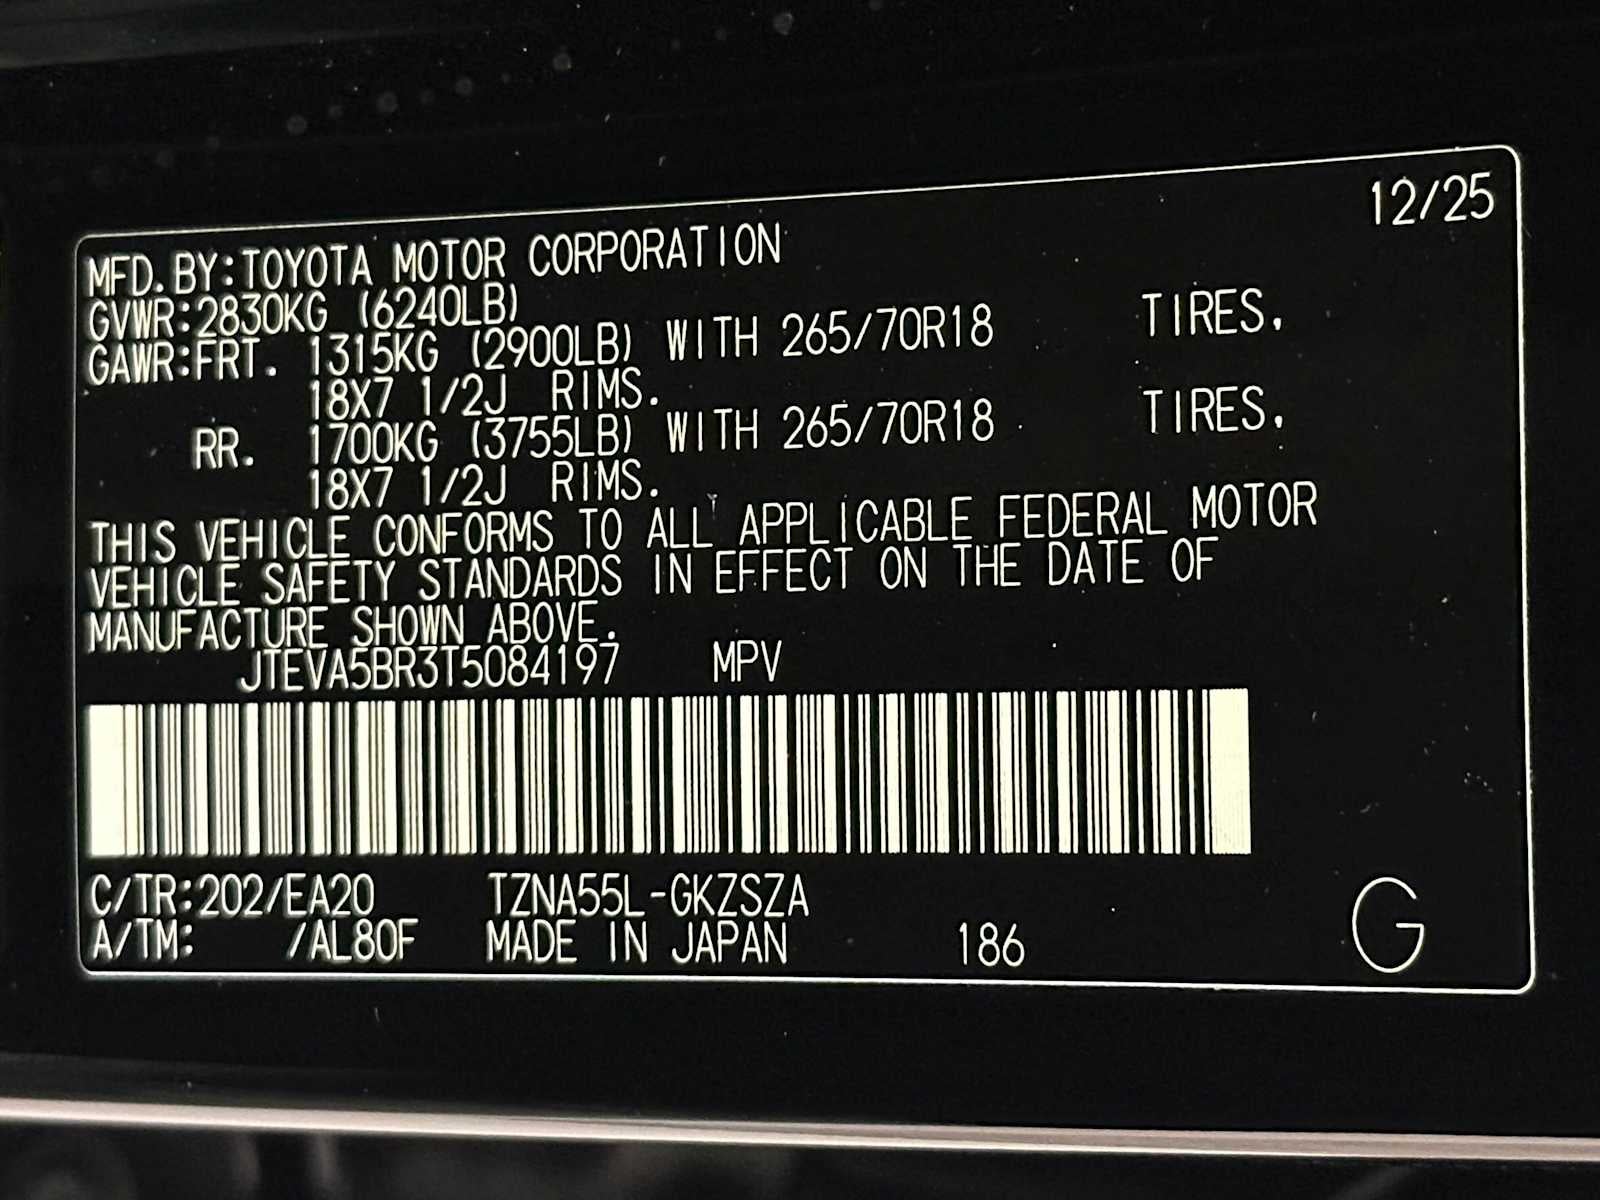 12/25
MFD.BY:TOYOTA MOTOR CORPORATION
GVWR:2830KG (6240LB)
GAWR:FRT. 1315KG (2900LB) WITH 265/70R18 TIRES.
18X7 1/2J RIMS.
RR. 1700KG (3755LB) WITH 265/70R18 TIRES.
18X7 1/2J RIMS.
THIS VEHICLE CONFORMS TO ALL APPLICABLE FEDERAL MOTOR
VEHICLE SAFETY STANDARDS IN EFFECT ON THE DATE OF
MANUFACTURE SHOWN ABOVE.
JTEVA5BR3T5084197 MPV
C/TR:202/EA20 TZNA55L-GKZSZA
A/TM: /AL80F MADE IN JAPAN 186 G